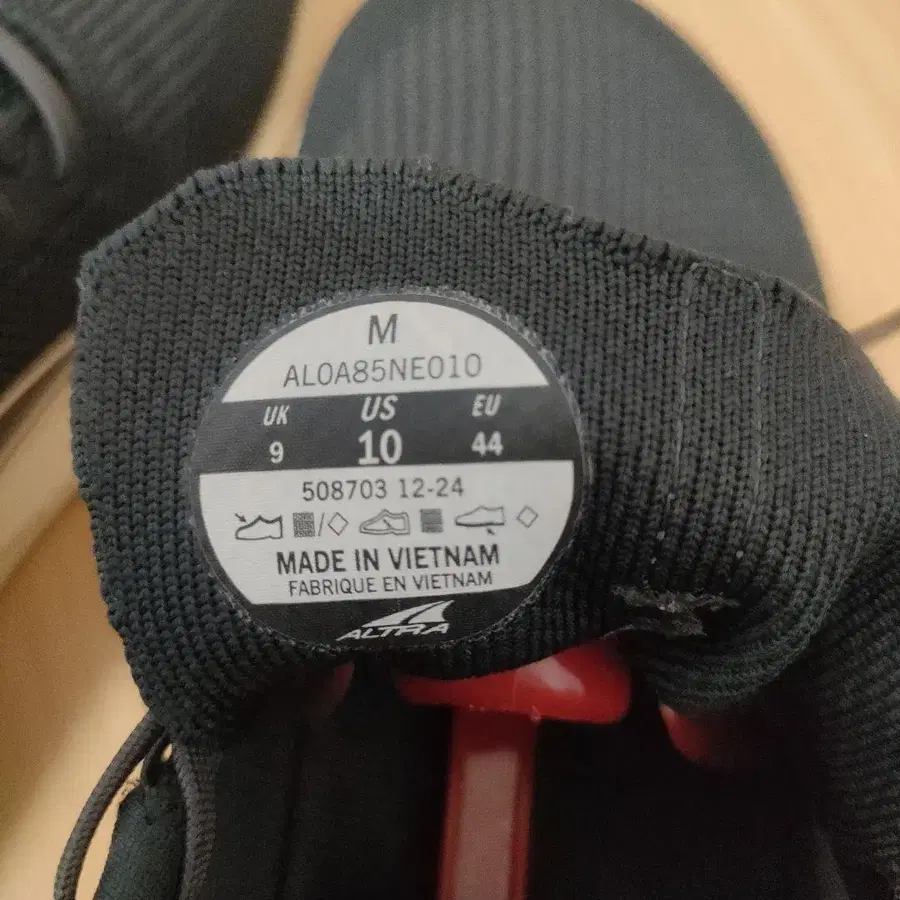 M
AL0A85NE010
UK US EU
9 10 44
508703 12-24
MADE IN VIETNAM
FABRIQUE EN VIETNAM
ALTRA